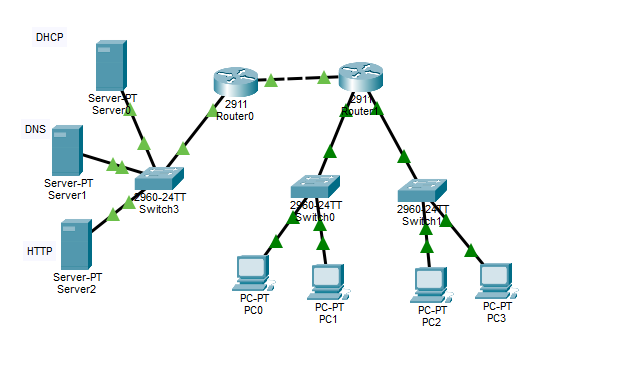 DHCP
Server-PT
Server0
DNS
Server-PT
Server1
HTTP
Server-PT
Server2
2960-24TT
Switch3
2911
Router0
2911
Router1
2960-24TT
Switch0
2960-24TT
Switch1
PC-PT
PC0
PC-PT
PC1
PC-PT
PC2
PC-PT
PC3